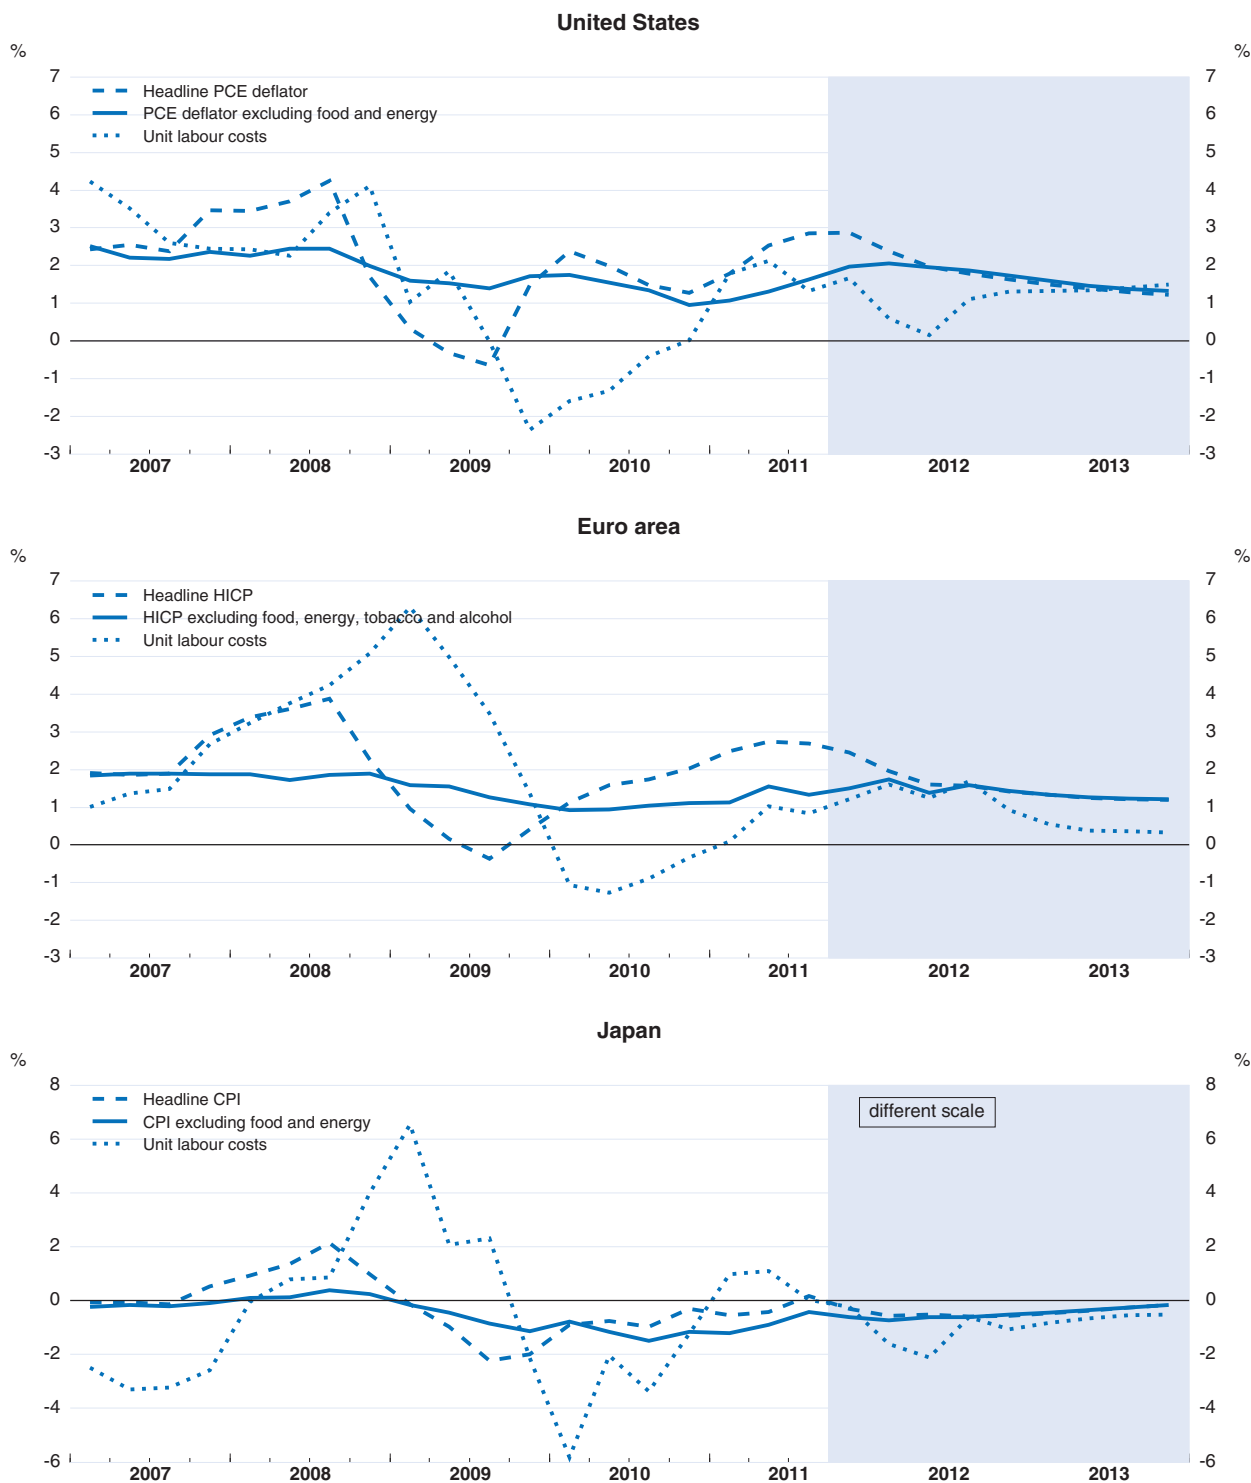 United States
% %
7 7
Headline PCE deflator
6 PCE deflator excluding food and energy 6
Unit labour costs
5 5
4 4
3 3
2 2
1 1
0 0
-1 -1
-2 -2
-3 -3
2007 2008 2009 2010 2011 2012 2013
Euro area
% %
7 7
Headline HICP
6 HICP excluding food, energy, tobacco and alcohol 6
Unit labour costs
5 5
4 4
3 3
2 2
1 1
0 0
-1 -1
-2 -2
-3 -3
2007 2008 2009 2010 2011 2012 2013
Japan
% %
8 8
Headline CPI
different scale
CPI excluding food and energy
6 Unit labour costs 6
4 4
2 2
0 0
-2 -2
-4 -4
-6 -6
2007 2008 2009 2010 2011 2012 2013